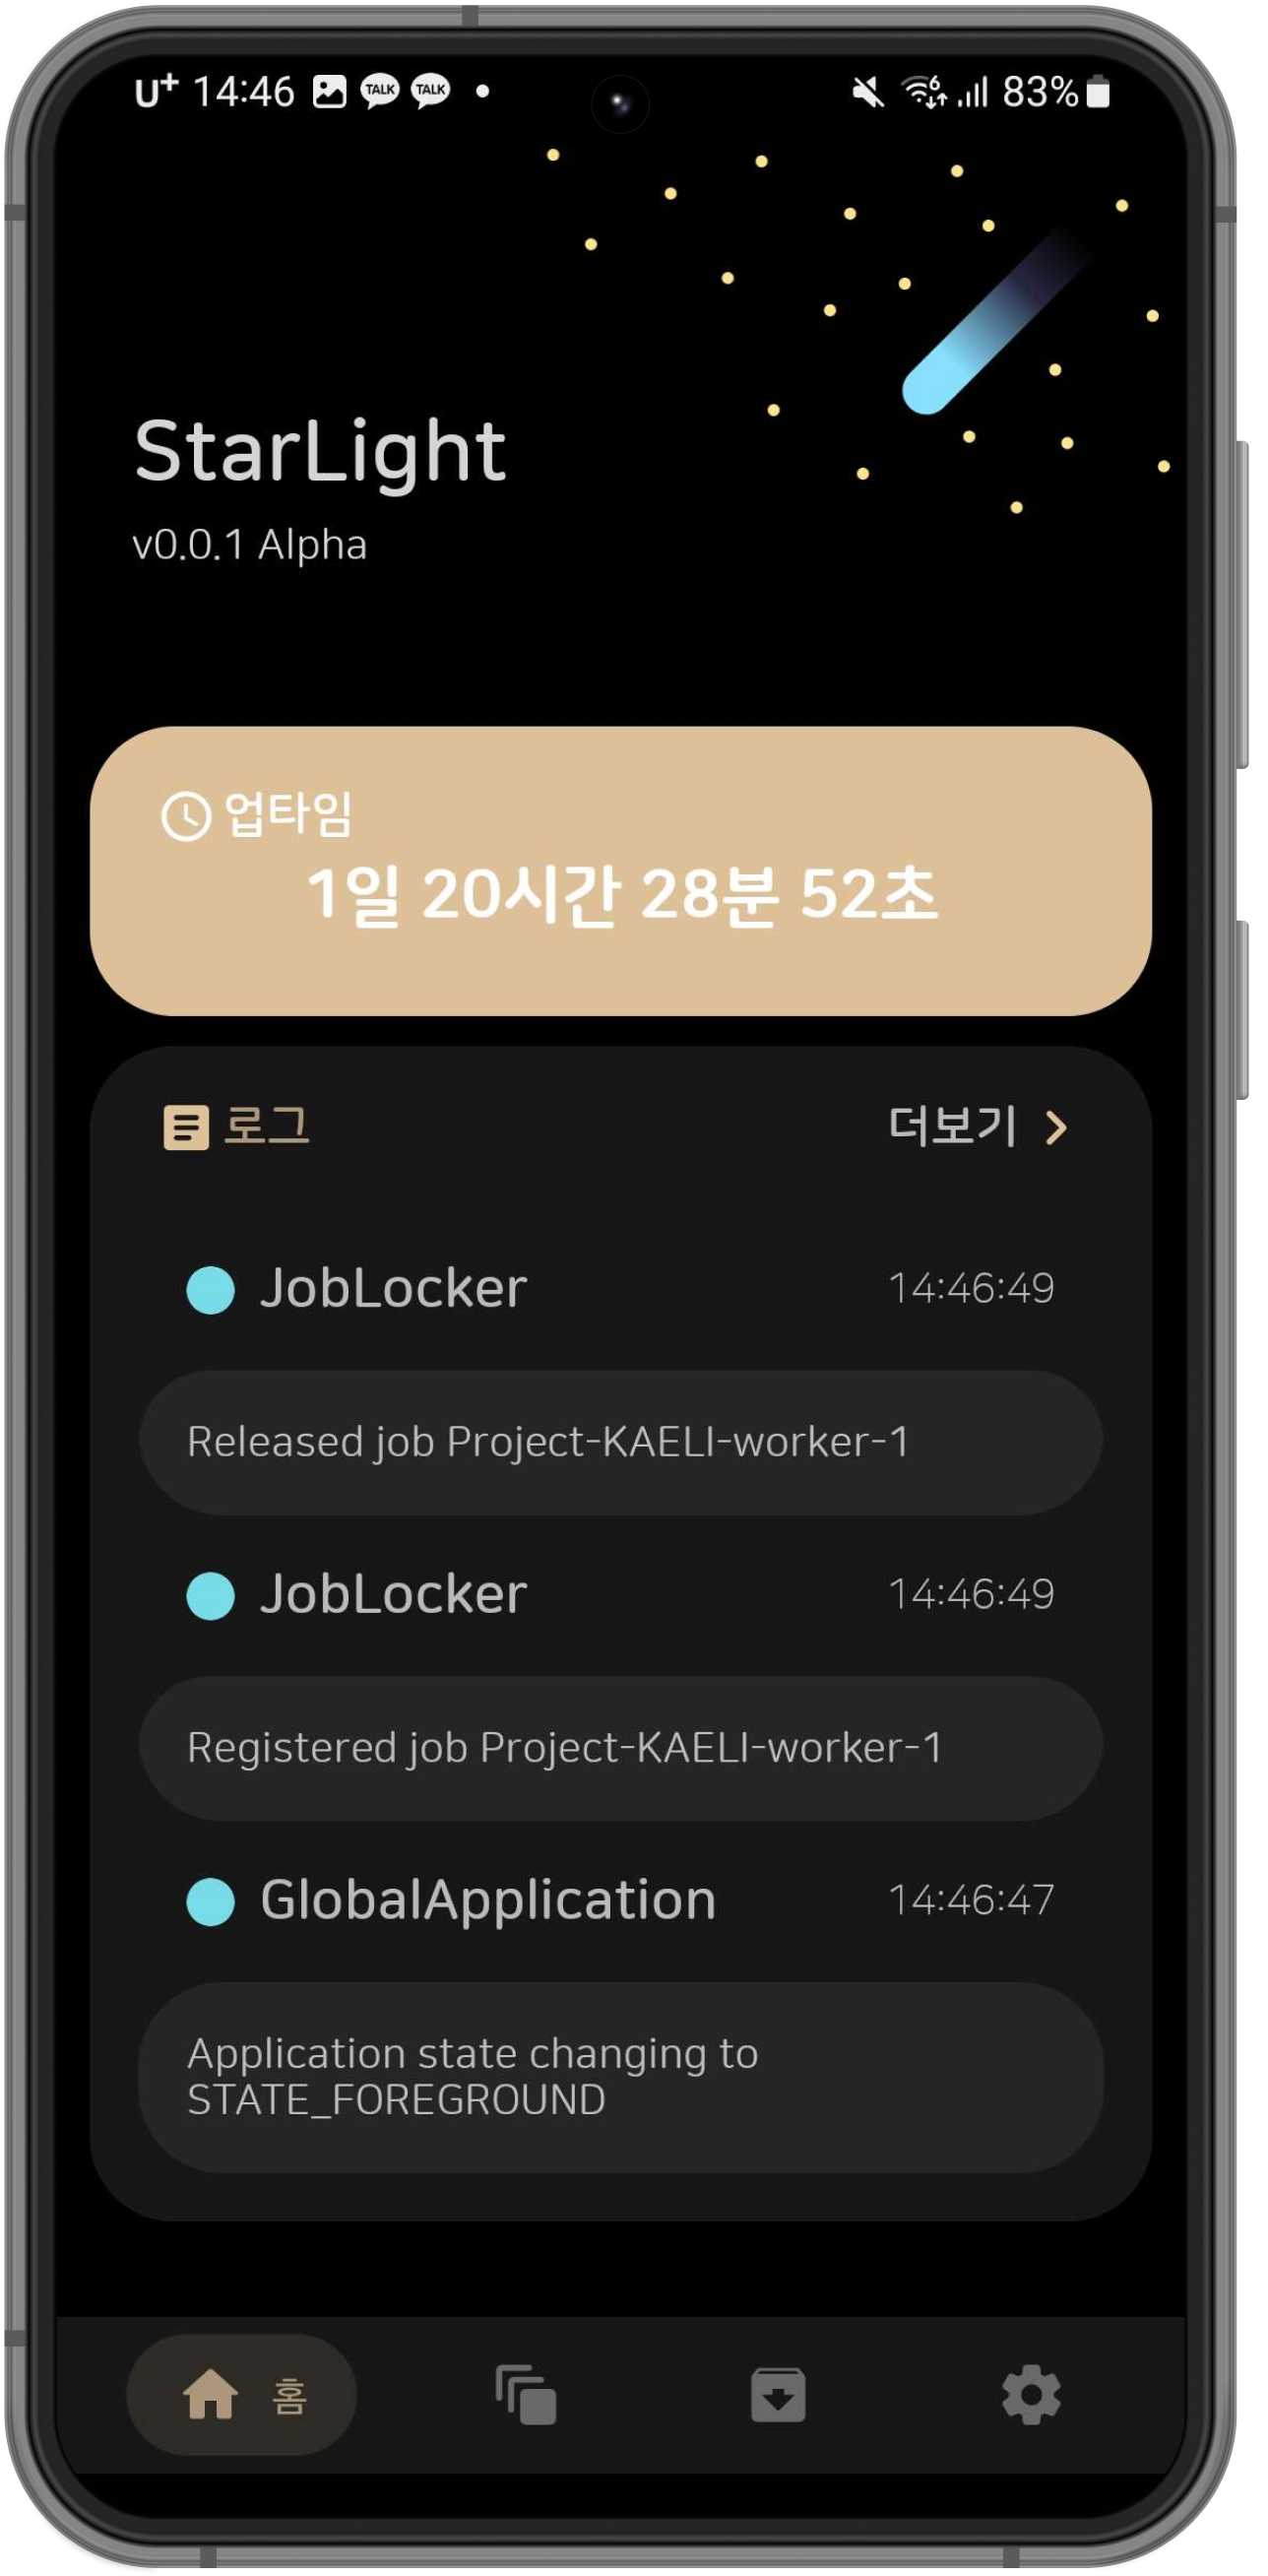 U+ 14:46 TALK TALK 6 83%
StarLight
v0.0.1 Alpha
업타임
1일 20시간 28분 52초
로그 더보기
JobLocker 14:46:49
Released job Project-KAELI-worker-1
JobLocker 14:46:49
Registered job Project-KAELI-worker-1
GlobalApplication 14:46:47
Application state changing to
STATE_FOREGROUND
홈